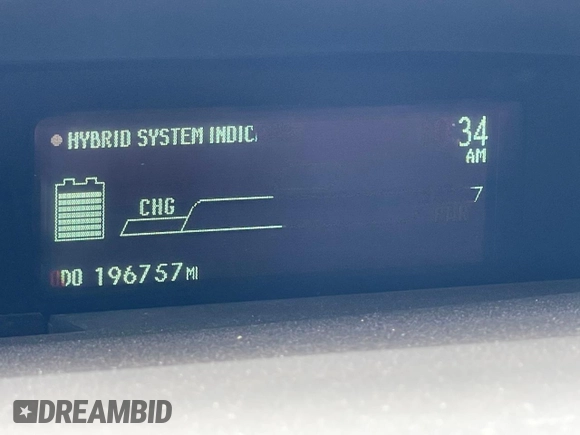 HYBRID SYSTEM INDIC
34
AM
CHG
7
ODO 196757 MI
DREAMBID